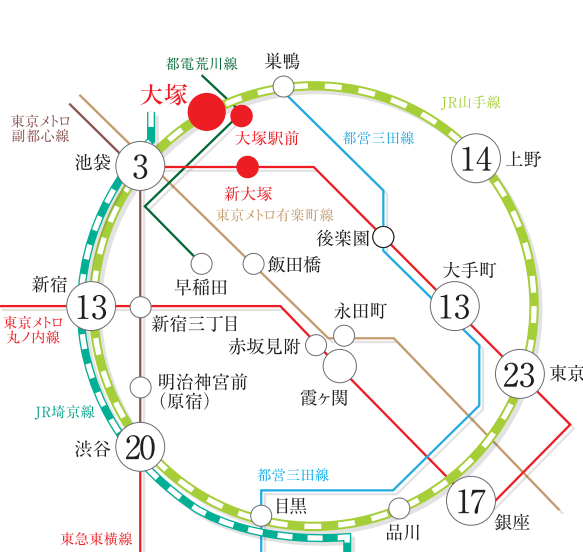 都電荒川線
巣鴨
大塚
JR山手線
東京メトロ
副都心線
大塚駅前
都営三田線
池袋
3
14
上野
新大塚
東京メトロ有楽町線
後楽園
早稲田
飯田橋
大手町
新宿
13
13
新宿三丁目
永田町
東京メトロ
丸ノ内線
赤坂見附
23
東京
霞ヶ関
明治神宮前
(原宿)
JR埼京線
渋谷
20
都営三田線
目黒
17
銀座
品川
東急東横線